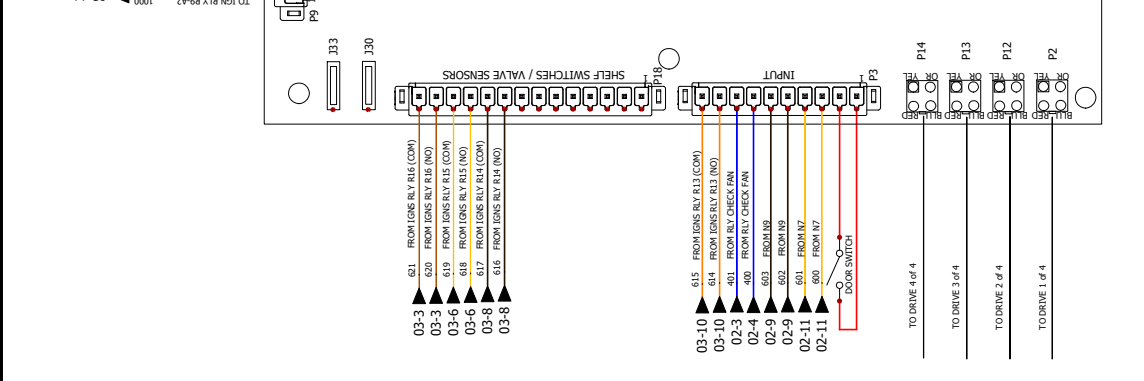 TO IGN RLY R9-A2
1000
P9
J33
J30
SHELF SWITCHES / VALVE SENSORS
1
P18
INPUT
1
P3
P14
P13
P12
P2
YEL OR
YEL OR
YEL OR
YEL OR
RED BLU
RED BLU
RED BLU
RED BLU
621 FROM IGNS RLY R16 (COM)
620 FROM IGNS RLY R16 (NO)
619 FROM IGNS RLY R15 (COM)
618 FROM IGNS RLY R15 (NO)
617 FROM IGNS RLY R14 (COM)
616 FROM IGNS RLY R14 (NO)
03-3
03-3
03-6
03-6
03-8
03-8
615 FROM IGNS RLY R13 (COM)
614 FROM IGNS RLY R13 (NO)
401 FROM RLY CHECK FAN
400 FROM RLY CHECK FAN
603 FROM N9
602 FROM N9
601 FROM N7
600 FROM N7
DOOR SWITCH
03-10
03-10
02-3
02-4
02-9
02-9
02-11
02-11
TO DRIVE 4 of 4
TO DRIVE 3 of 4
TO DRIVE 2 of 4
TO DRIVE 1 of 4